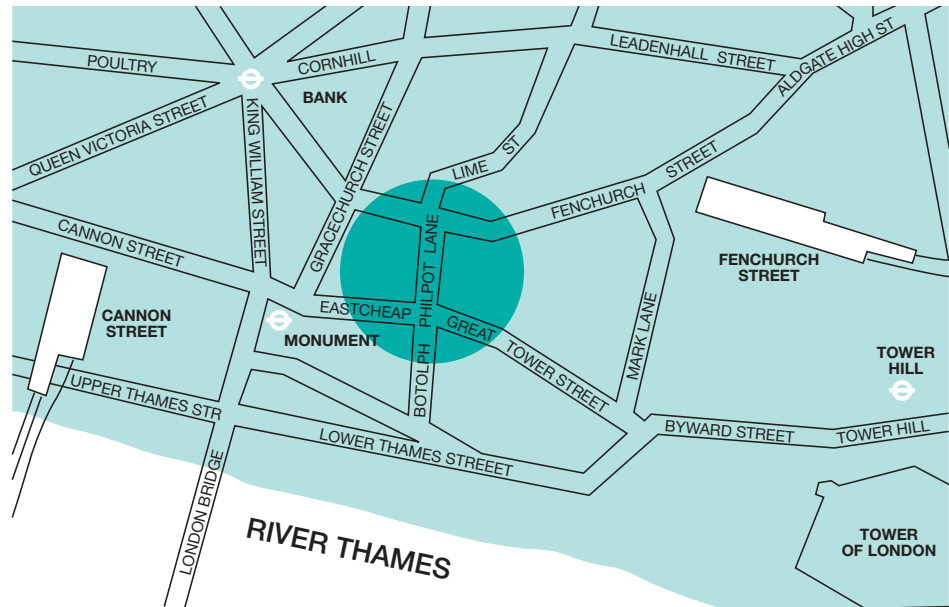 POULTRY
CORNHILL
LEADENHALL STREET
ALDGATE HIGH ST
BANK
QUEEN VICTORIA STREET
KING WILLIAM STREET
GRACECHURCH STREET
LIME ST
FENCHURCH STREET
CANNON STREET
PHILPOT LANE
FENCHURCH
STREET
EASTCHEAP
GREAT TOWER STREET
MARK LANE
CANNON
STREET
MONUMENT
BOTOLPH
TOWER
HILL
UPPER THAMES STR
LOWER THAMES STREEET
BYWARD STREET
TOWER HILL
LONDON BRIDGE
RIVER THAMES
TOWER
OF LONDON